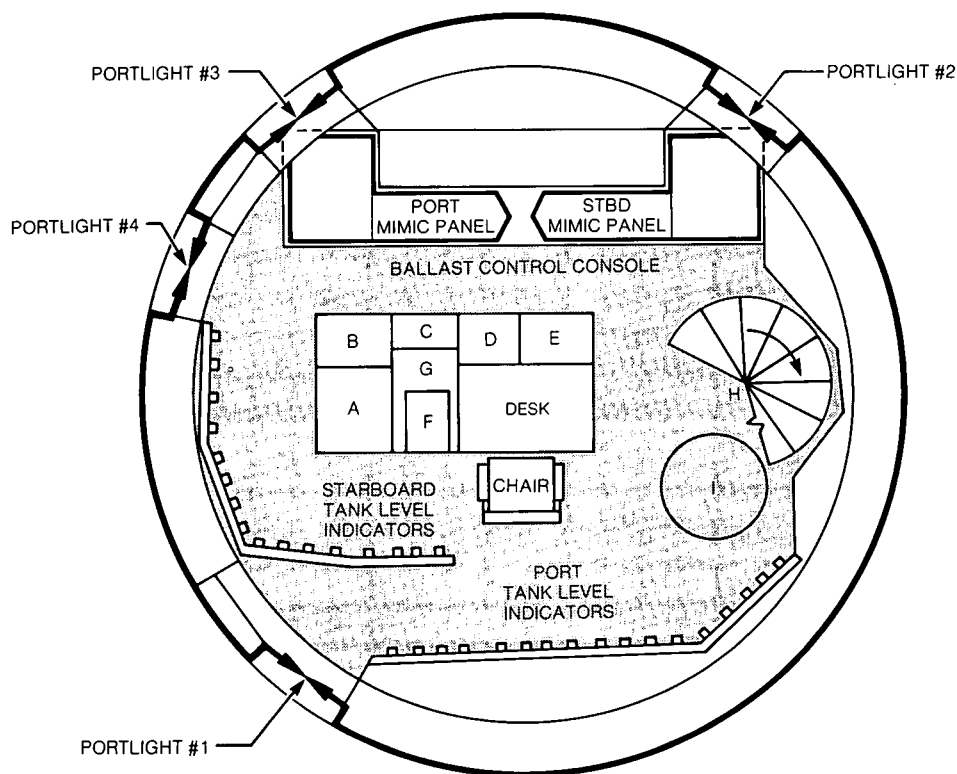 PORTLIGHT #3
PORTLIGHT #2
PORTLIGHT #4
PORT
MIMIC PANEL
STBD
MIMIC PANEL
BALLAST CONTROL CONSOLE
B
C
D
E
G
A
F
DESK
H
CHAIR
I
STARBOARD
TANK LEVEL
INDICATORS
PORT
TANK LEVEL
INDICATORS
PORTLIGHT #1